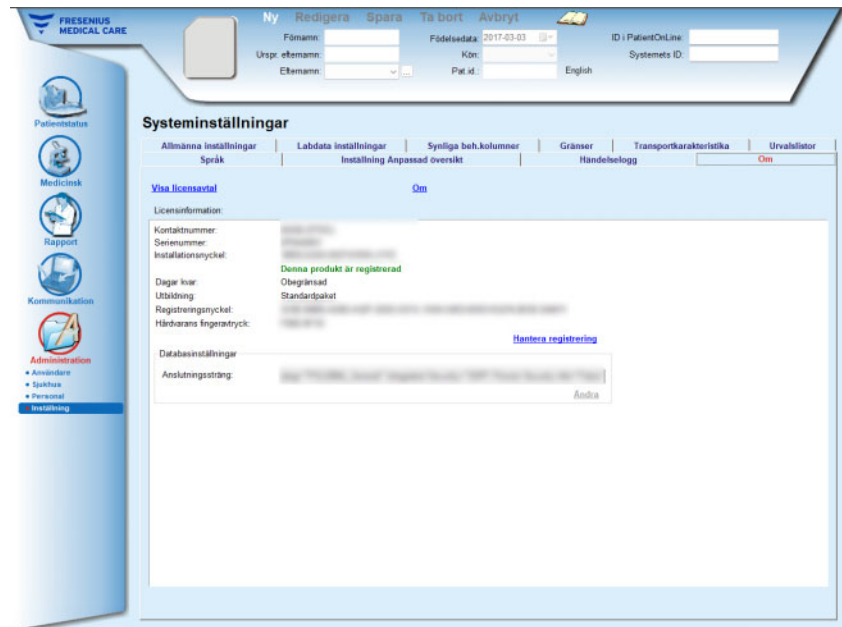 FRESENIUS
MEDICAL CARE
Ny Redigera Spara Ta bort Avbryt
Förnamn: Födelsedata: 2017-03-03 ID i PatientOnLine:
Urspr. efternamn: Kön: Systemets ID:
Efternamn: ... Pat.id.: English
Patientstatus
Medicinsk
Rapport
Kommunikation
Administration
Användare
Sjukhus
Personal
Inställning
Systeminställningar
Allmänna inställningar Labdata inställningar Synliga beh.kolumner Gränser Transportkarakteristika Urvalslistor
Språk Inställning Anpassad översikt Händelselogg Om
Visa licensavtal Om
Licensinformation:
Kontaktnummer:
Serienummer:
Installationsnyckel:
Denna produkt är registrerad
Dagar kvar: Obegränsad
Utbildning: Standardpaket
Registreringsnyckel:
Hårdvarans fingeravtryck:
Hantera registrering
Databasinställningar
Anslutningssträng:
Ändra